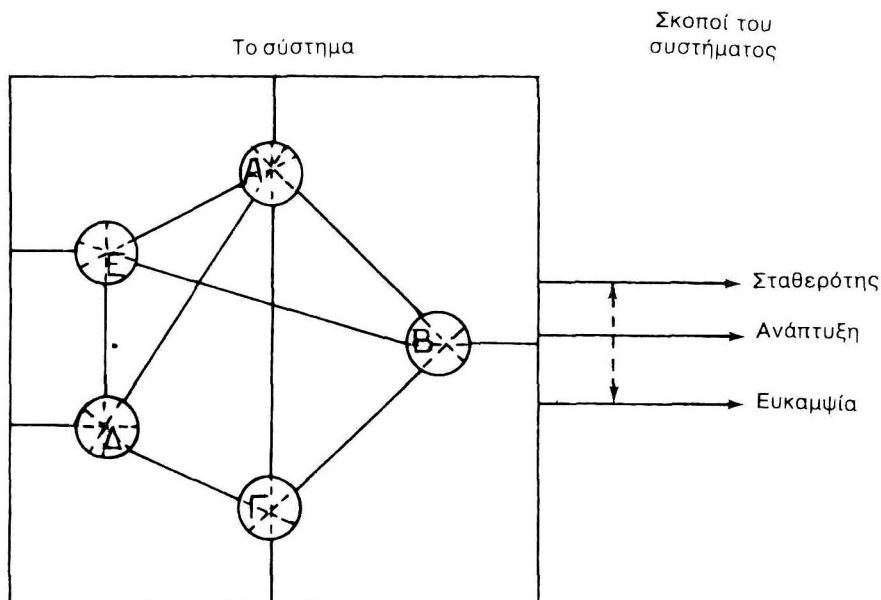 Σκοποί του
συστήματος
Το σύστημα
Α
Ε
Β
Δ
Γ
Σταθερότης
Ανάπτυξη
Ευκαμψία